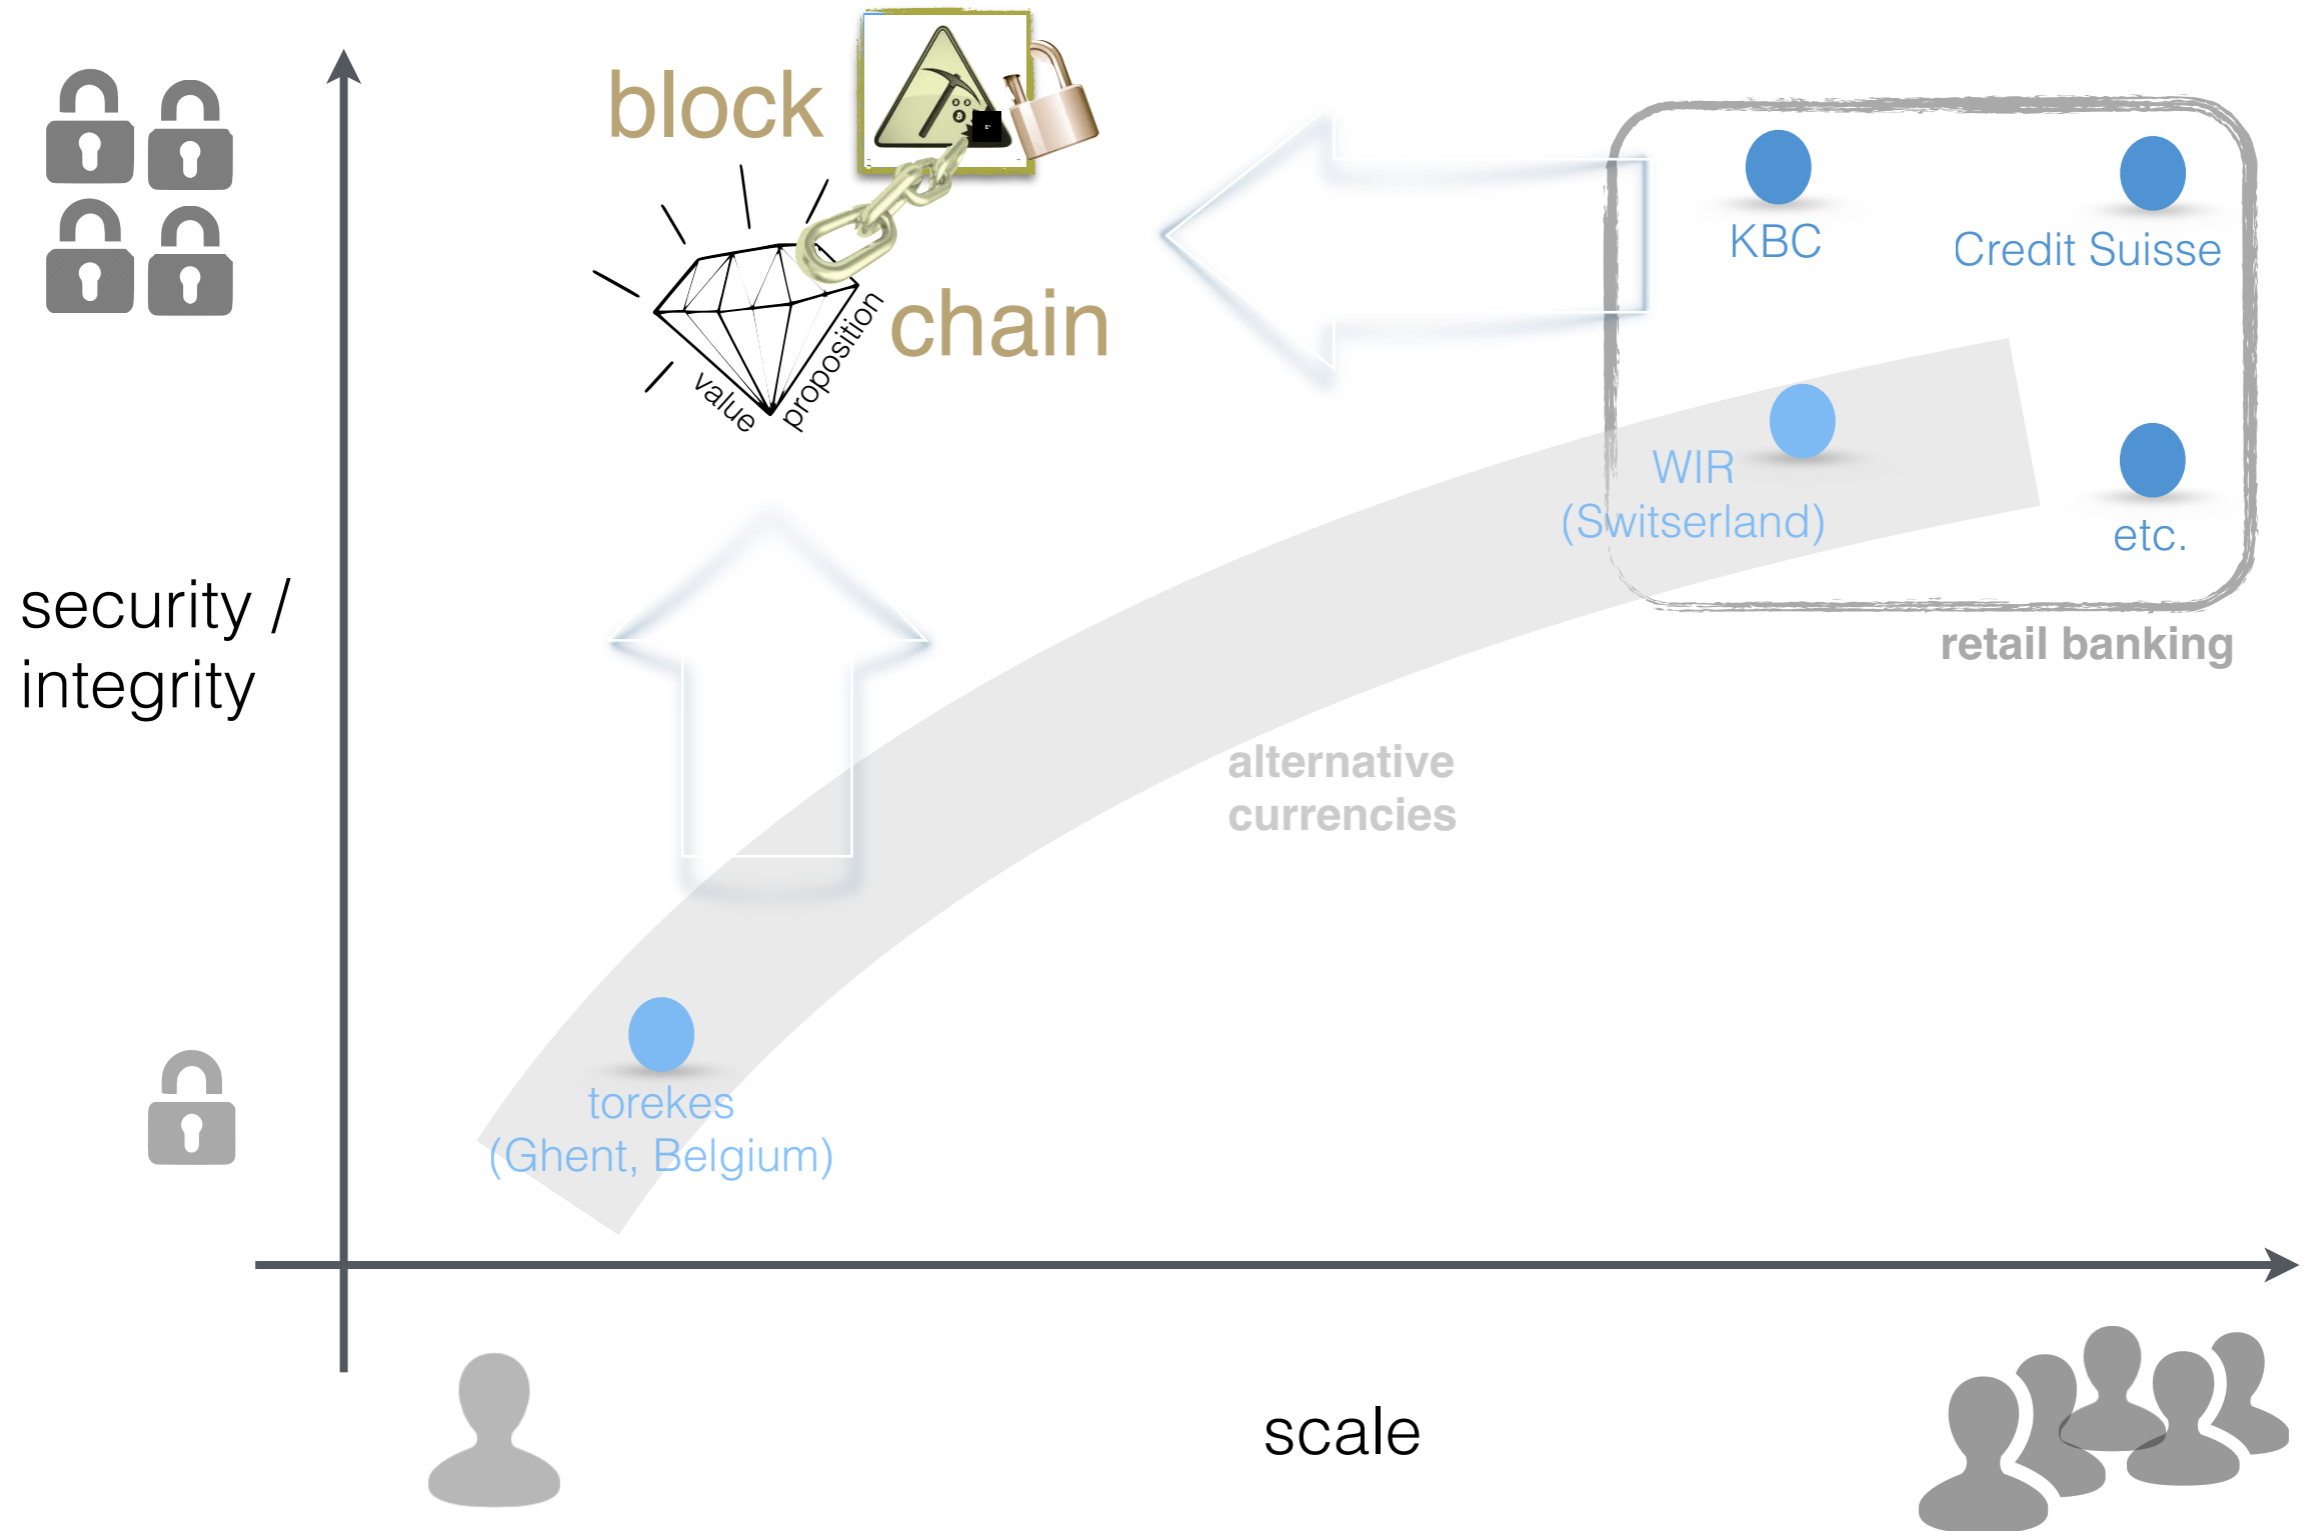 block
chain
value
proposition
KBC
Credit Suisse
WIR
(Switserland)
etc.
retail banking
security /
integrity
alternative
currencies
torekes
(Ghent, Belgium)
scale